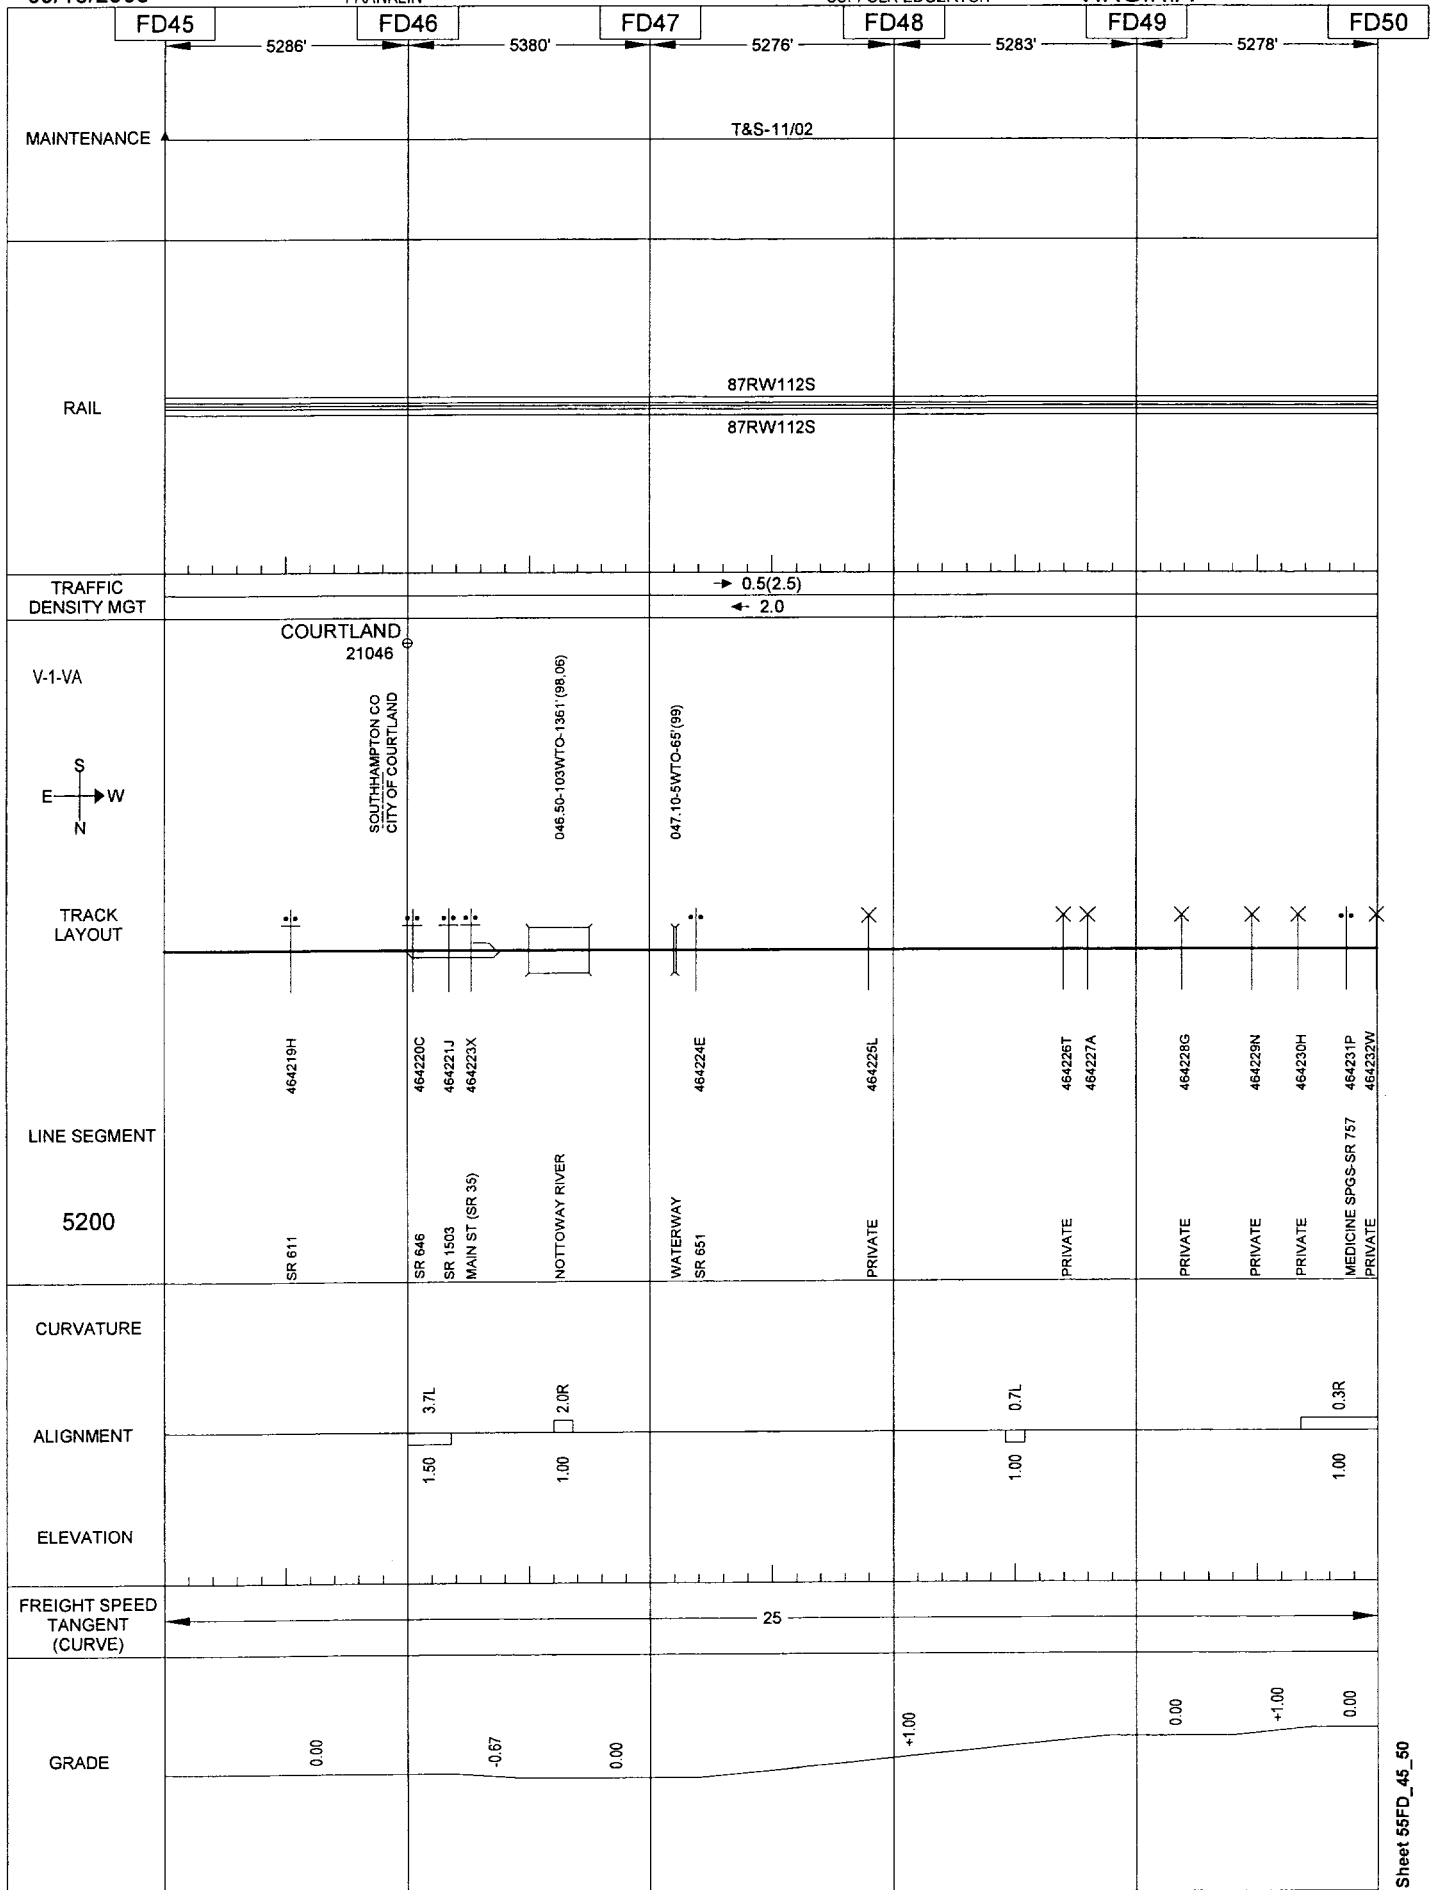 FD45
FD46
FD47
FD48
FD49
FD50
5286'
5380'
5276'
5283'
5278'
MAINTENANCE
T&S-11/02
RAIL
87RW112S
87RW112S
TRAFFIC
DENSITY MGT
0.5(2.5)
2.0
V-1-VA
COURTLAND
21046
SOUTHHAMPTON CO
CITY OF COURTLAND
046.50-103WTO-1361'(98,06)
047.10-5WTO-65'(99)
S
E
W
N
TRACK
LAYOUT
464219H
464220C
464221J
464223X
464224E
464225L
464226T
464227A
464228G
464229N
464230H
464231P
464232W
LINE SEGMENT
5200
SR 611
SR 646
SR 1503
MAIN ST (SR 35)
NOTTOWAY RIVER
WATERWAY
SR 651
PRIVATE
PRIVATE
PRIVATE
PRIVATE
PRIVATE
MEDICINE SPGS-SR 757
PRIVATE
CURVATURE
3.7L
2.0R
0.7L
0.3R
ALIGNMENT
1.50
1.00
1.00
1.00
ELEVATION
FREIGHT SPEED
TANGENT
(CURVE)
25
GRADE
0.00
-0.67
0.00
+1.00
0.00
+1.00
0.00
Sheet 55FD_45_50